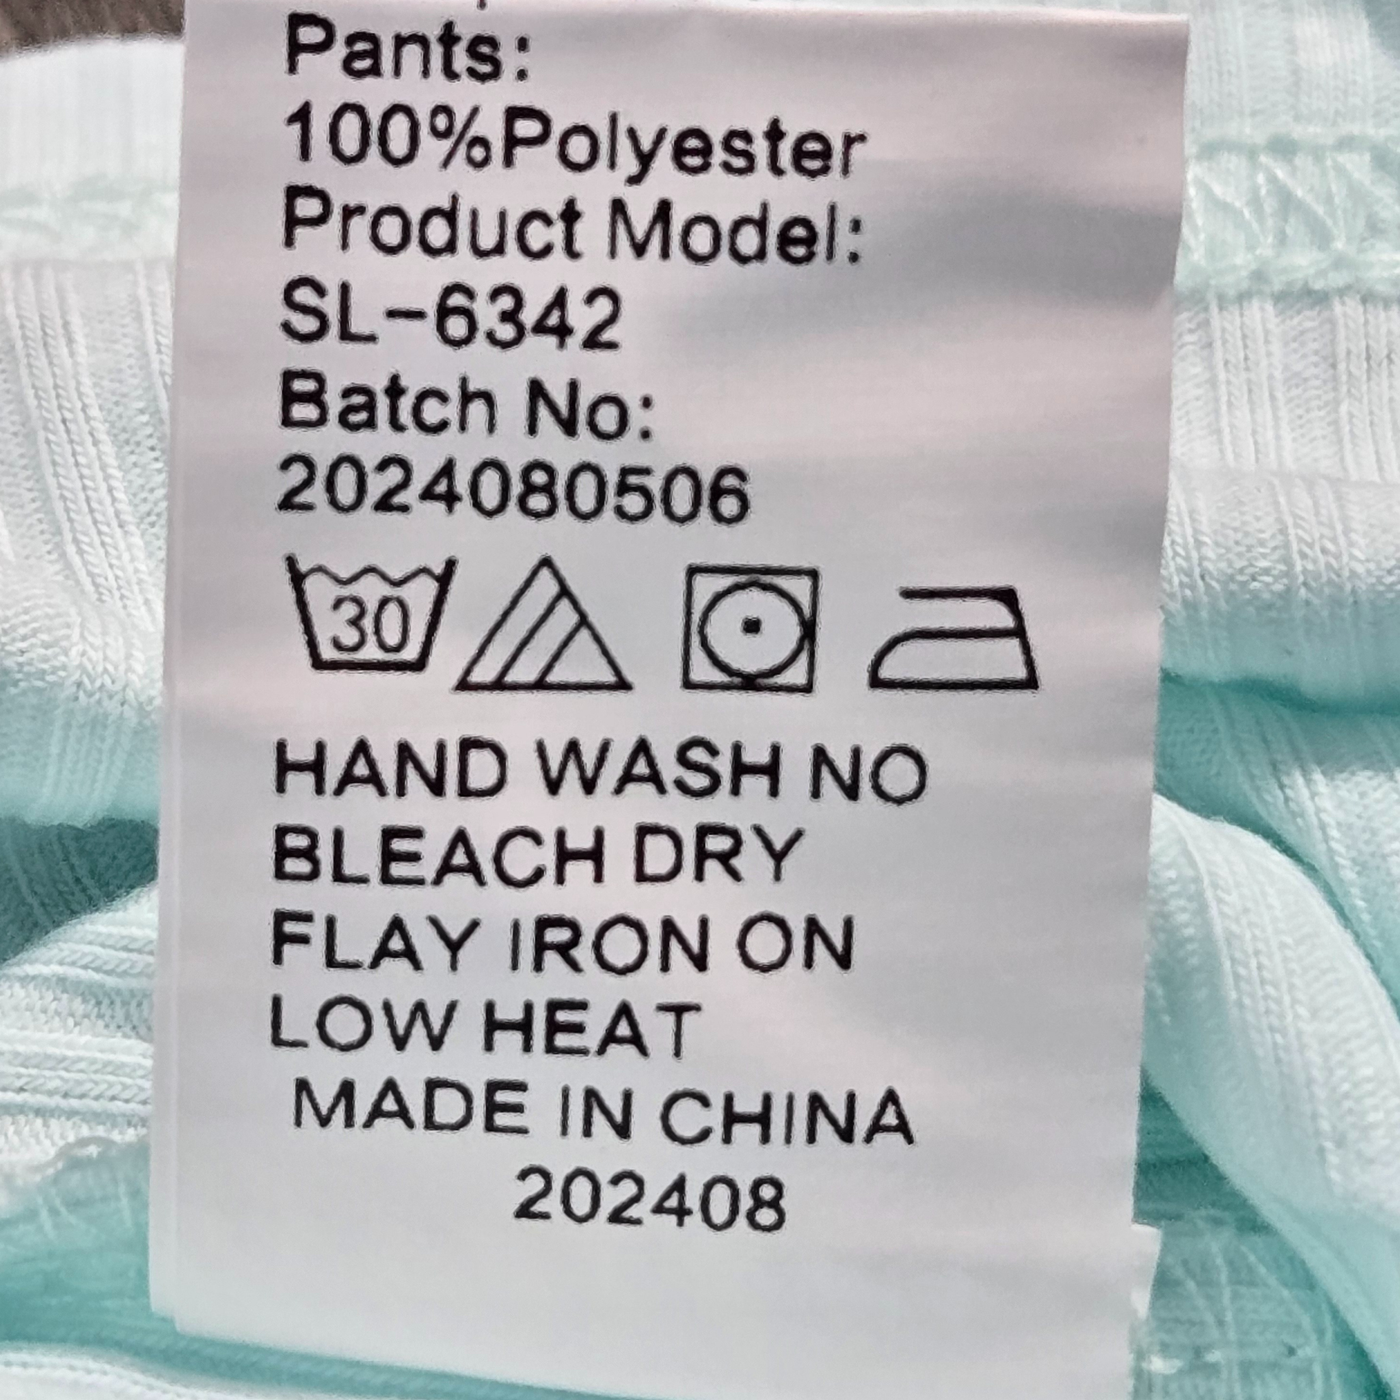 Pants:
100%Polyester
Product Model:
SL-6342
Batch No:
2024080506
30
HAND WASH NO
BLEACH DRY
FLAY IRON ON
LOW HEAT
MADE IN CHINA
202408